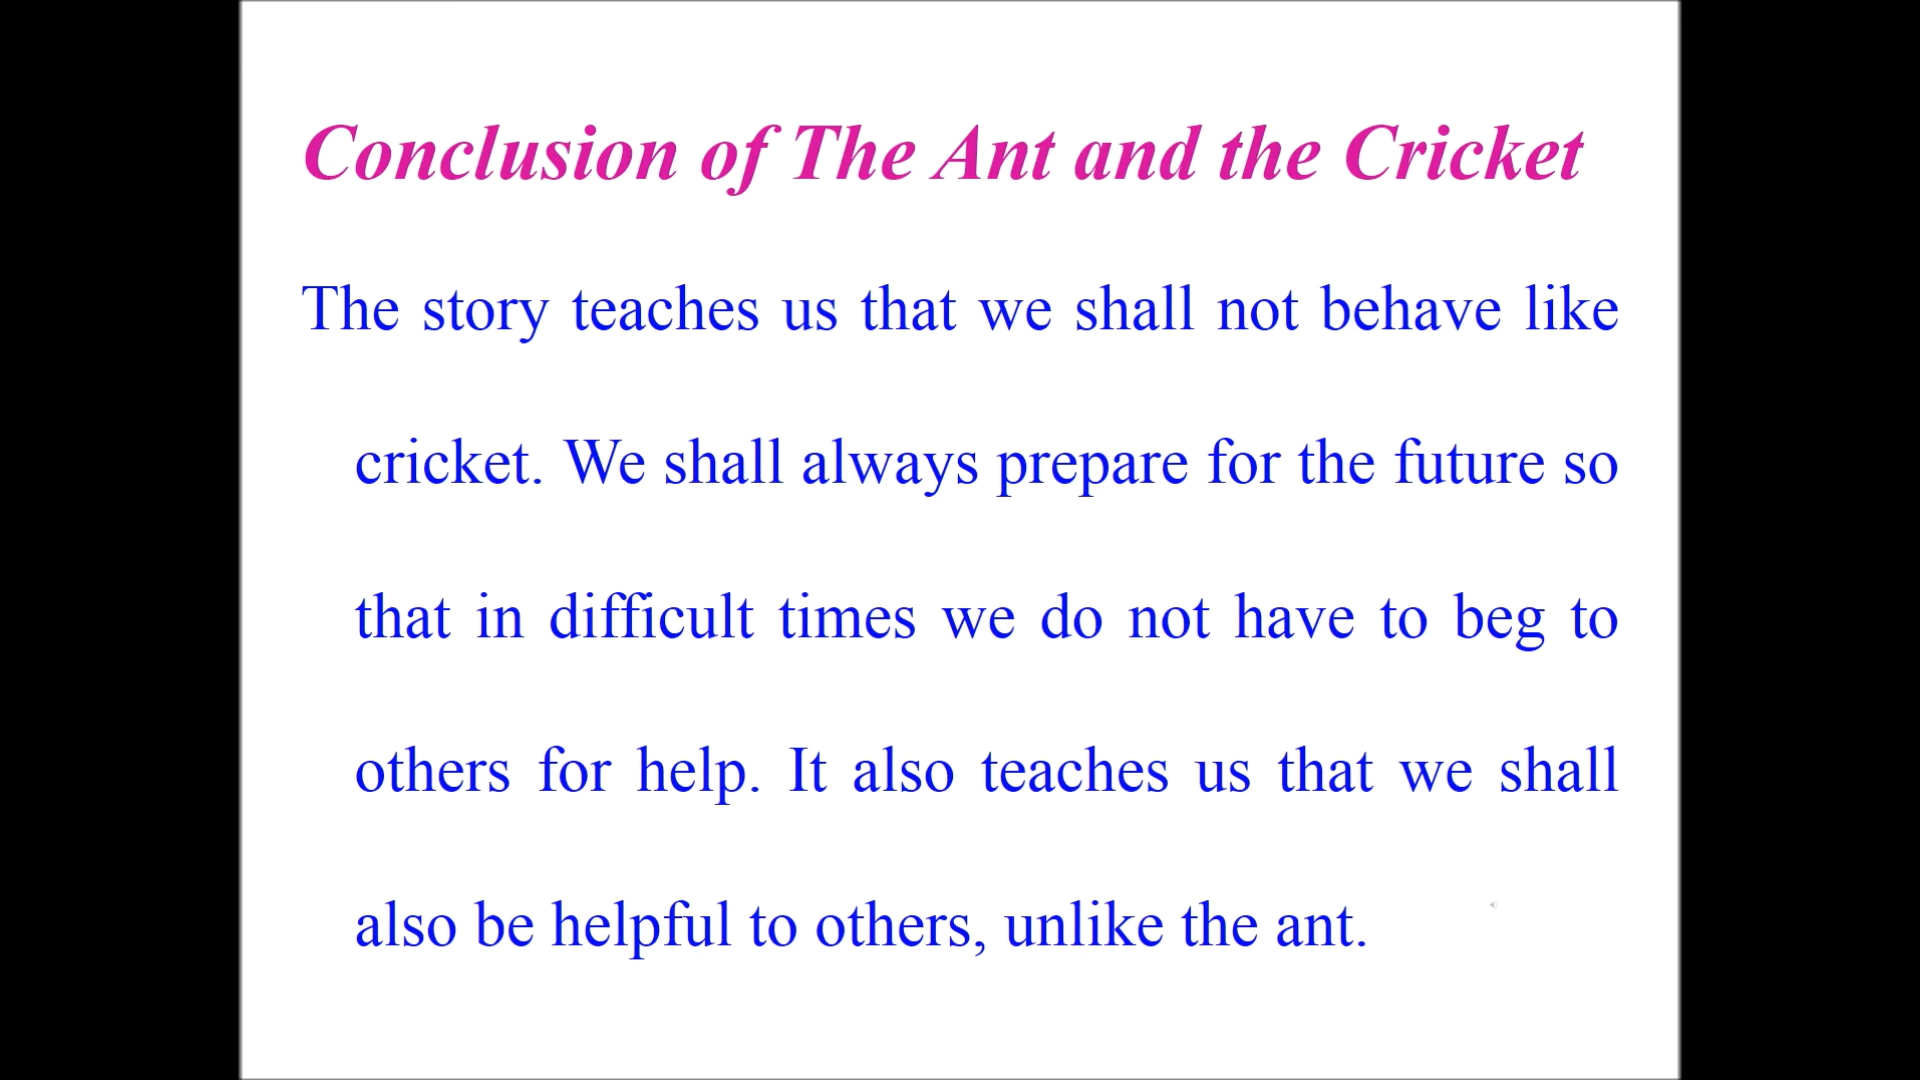 Conclusion of The Ant and the Cricket
The story teaches us that we shall not behave like
cricket. We shall always prepare for the future so
that in difficult times we do not have to beg to
others for help. It also teaches us that we shall
also be helpful to others, unlike the ant.